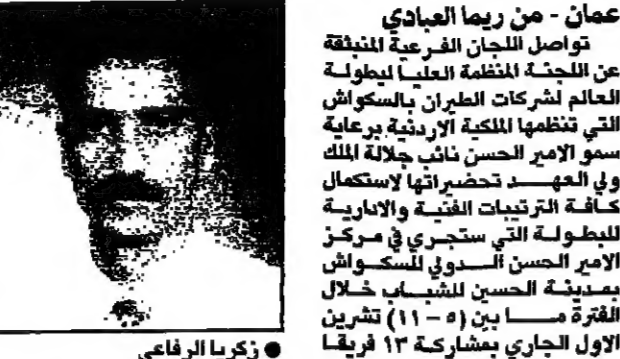 عمان - من ريما العبادي
تواصل اللجان الفرعية المنبثقة
عن اللجنة المنظمة العليا لبطولة
العالم لشركات الطيران بالسكواش
التي تنظمها الملكية الاردنية برعاية
سمو الامير الحسن نائب جلالة الملك
ولي العهد تحضيراتها لاستكمال
كافة الترتيبات الفنية والادارية
للبطولة التي ستجري في مركز
الامير الحسن الدولي للسكواش
بمدينة الحسين للشباب خلال
الفترة ما بين (٥ - ١١) تشرين
الاول الجاري بمشاركة ١٣ فريقا
● زكريا الرفاعي